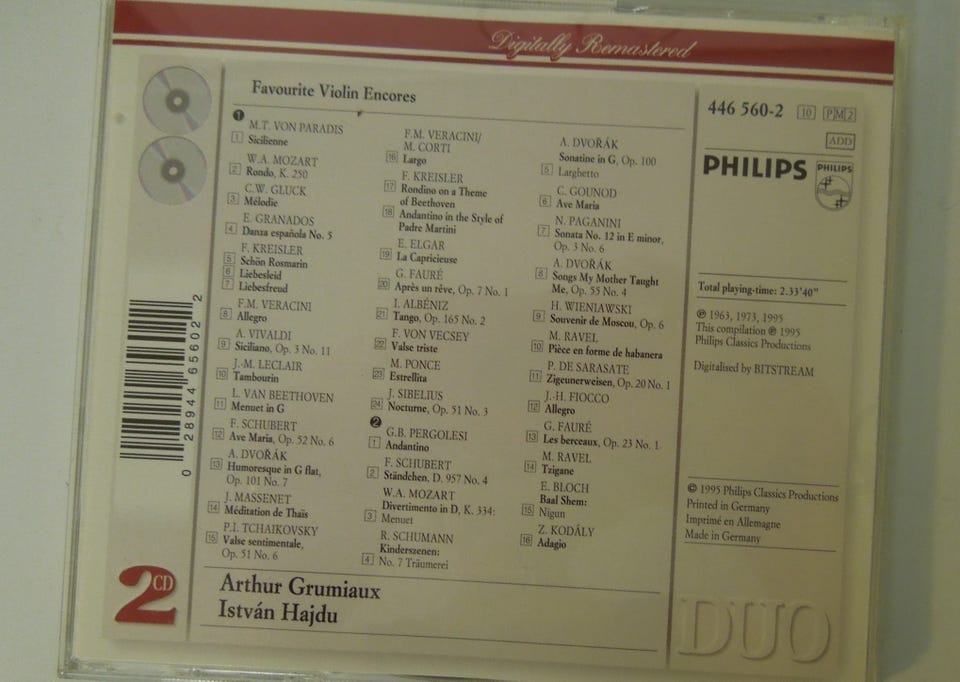 Digitally Remastered
Favourite Violin Encores
1
M.T. VON PARADIS
1 Sicilienne
W.A. MOZART
2 Rondo, K. 250
C.W. GLUCK
3 Mélodie
E. GRANADOS
4 Danza española No. 5
F. KREISLER
5 Schön Rosmarin
6 Liebesleid
7 Liebesfreud
F.M. VERACINI
8 Allegro
A. VIVALDI
9 Siciliano, Op. 3 No. 11
J.-M. LECLAIR
10 Tambourin
L. VAN BEETHOVEN
11 Menuet in G
F. SCHUBERT
12 Ave Maria, Op. 52 No. 6
A. DVOŘÁK
13 Humoresque in G flat,
Op. 101 No. 7
J. MASSENET
14 Méditation de Thaïs
P.I. TCHAIKOVSKY
15 Valse sentimentale,
Op. 51 No. 6
F.M. VERACINI/
M. CORTI
16 Largo
F. KREISLER
17 Rondino on a Theme
of Beethoven
18 Andantino in the Style of
Padre Martini
E. ELGAR
19 La Capricieuse
G. FAURÉ
20 Après un rêve, Op. 7 No. 1
I. ALBÉNIZ
21 Tango, Op. 165 No. 2
F. VON VECSEY
22 Valse triste
M. PONCE
23 Estrellita
J. SIBELIUS
24 Nocturne, Op. 51 No. 3
2
G.B. PERGOLESI
1 Andantino
F. SCHUBERT
2 Ständchen, D. 957 No. 4
W.A. MOZART
Divertimento in D, K. 334:
3 Menuet
R. SCHUMANN
Kinderszenen:
4 No. 7 Träumerei
A. DVOŘÁK
Sonatine in G, Op. 100
5 Larghetto
C. GOUNOD
6 Ave Maria
N. PAGANINI
7 Sonata No. 12 in E minor,
Op. 3 No. 6
A. DVOŘÁK
8 Songs My Mother Taught
Me, Op. 55 No. 4
H. WIENIAWSKI
9 Souvenir de Moscou, Op. 6
M. RAVEL
10 Pièce en forme de habanera
P. DE SARASATE
11 Zigeunerweisen, Op. 20 No. 1
J.-H. FIOCCO
12 Allegro
G. FAURÉ
13 Les berceaux, Op. 23 No. 1
M. RAVEL
14 Tzigane
E. BLOCH
Baal Shem:
15 Nigun
Z. KODÁLY
16 Adagio
Arthur Grumiaux
István Hajdu
2 CD
0 28944 65602 2
446 560-2 10 PM2
ADD
PHILIPS
PHILIPS
Total playing-time: 2.33'40"
℗ 1963, 1973, 1995
This compilation ℗ 1995
Philips Classics Productions
Digitalised by BITSTREAM
© 1995 Philips Classics Productions
Printed in Germany
Imprimé en Allemagne
Made in Germany
DUO